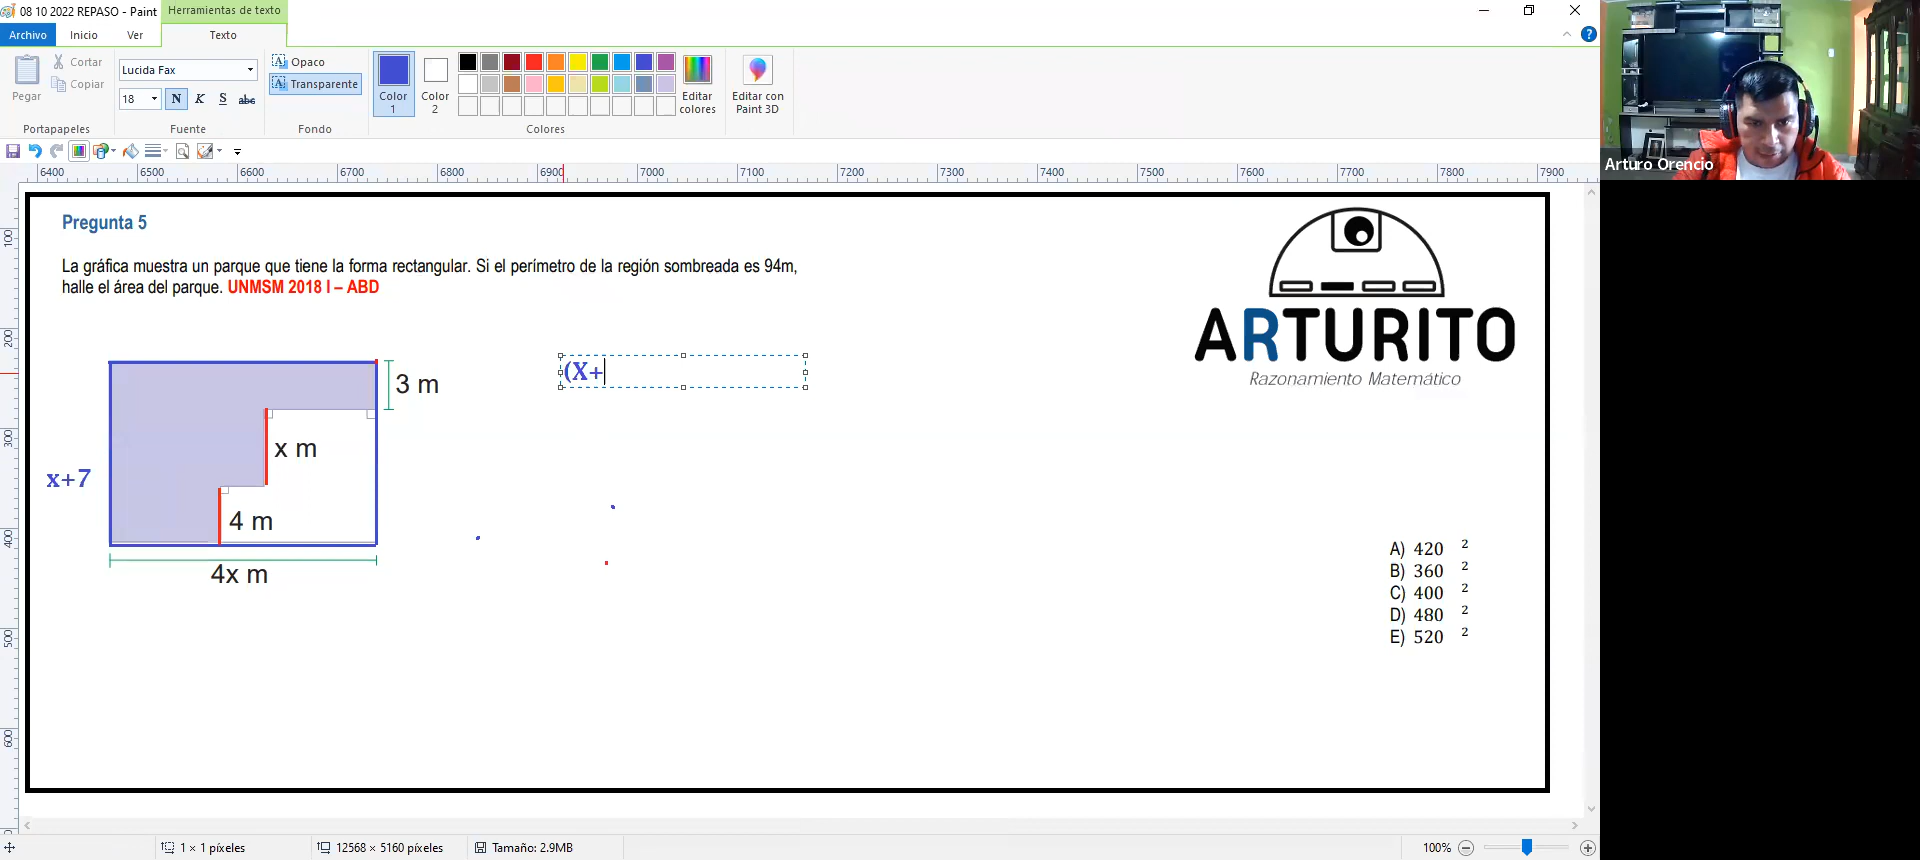 08 10 2022 REPASO - Paint
Herramientas de texto
Archivo
Inicio
Ver
Texto
Pegar
Cortar
Copiar
Portapapeles
Lucida Fax
18
N K S abc
Fuente
Opaco
Transparente
Fondo
Color 1
Color 2
Editar colores
Editar con Paint 3D
Colores
?
6400 6500 6600 6700 6800 6900 7000 7100 7200 7300 7400 7500 7600 7700 7800 7900
100
200
300
400
500
600
Arturo Orencio
Pregunta 5
La gráfica muestra un parque que tiene la forma rectangular. Si el perímetro de la región sombreada es 94m,
halle el área del parque. UNMSM 2018 I – ABD
ARTURITO
Razonamiento Matemático
(X+
3 m
x m
x+7
4 m
4x m
A) 420 2
B) 360 2
C) 400 2
D) 480 2
E) 520 2
1 × 1 píxeles
12568 × 5160 píxeles
Tamaño: 2.9MB
100%